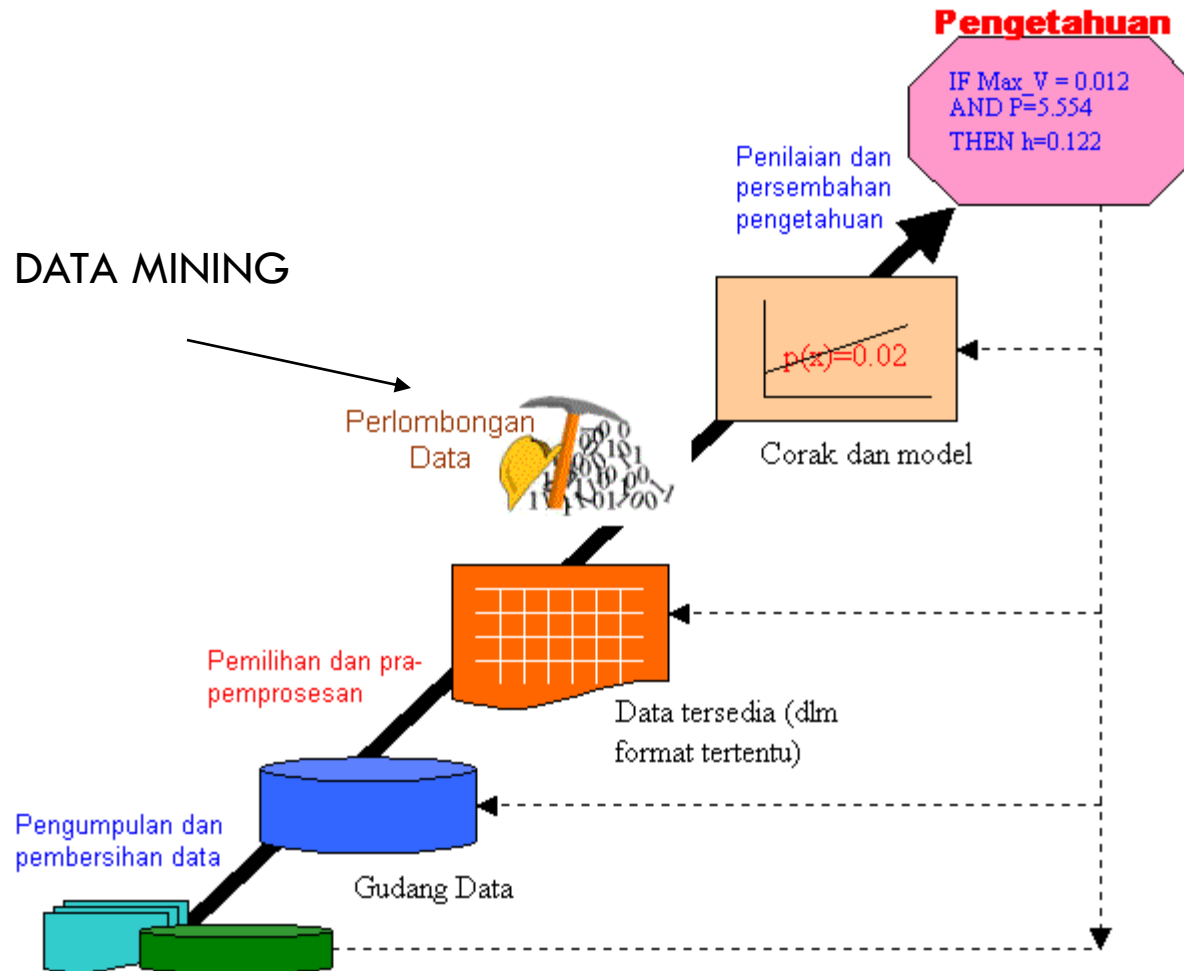 Pengetahuan
IF Max_V = 0.012
AND P=5.554
THEN h=0.122
Penilaian dan
persembahan
pengetahuan
DATA MINING
p(x)=0.02
Perlombongan
Data
Corak dan model
Pemilihan dan pra-
pemprosesan
Data tersedia (dlm
format tertentu)
Pengumpulan dan
pembersihan data
Gudang Data